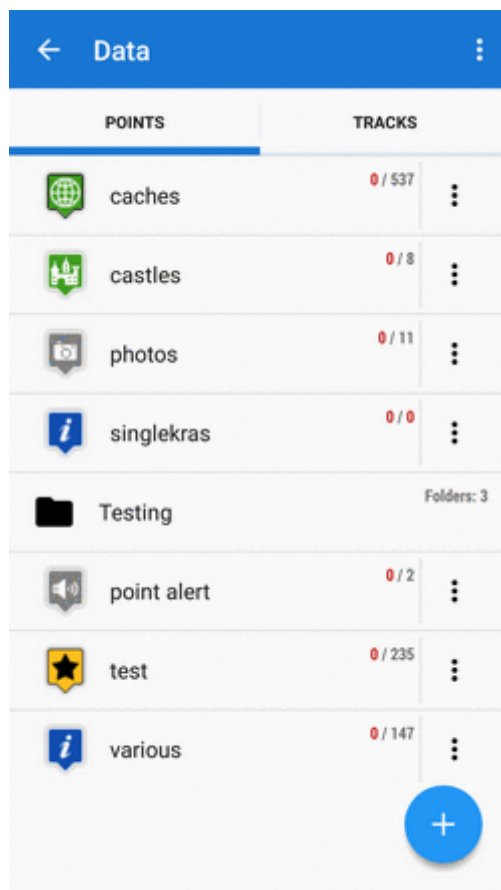 Data
POINTS TRACKS
caches 0 / 537
castles 0 / 8
photos 0 / 11
singlekras 0 / 0
Testing Folders: 3
point alert 0 / 2
test 0 / 235
various 0 / 147